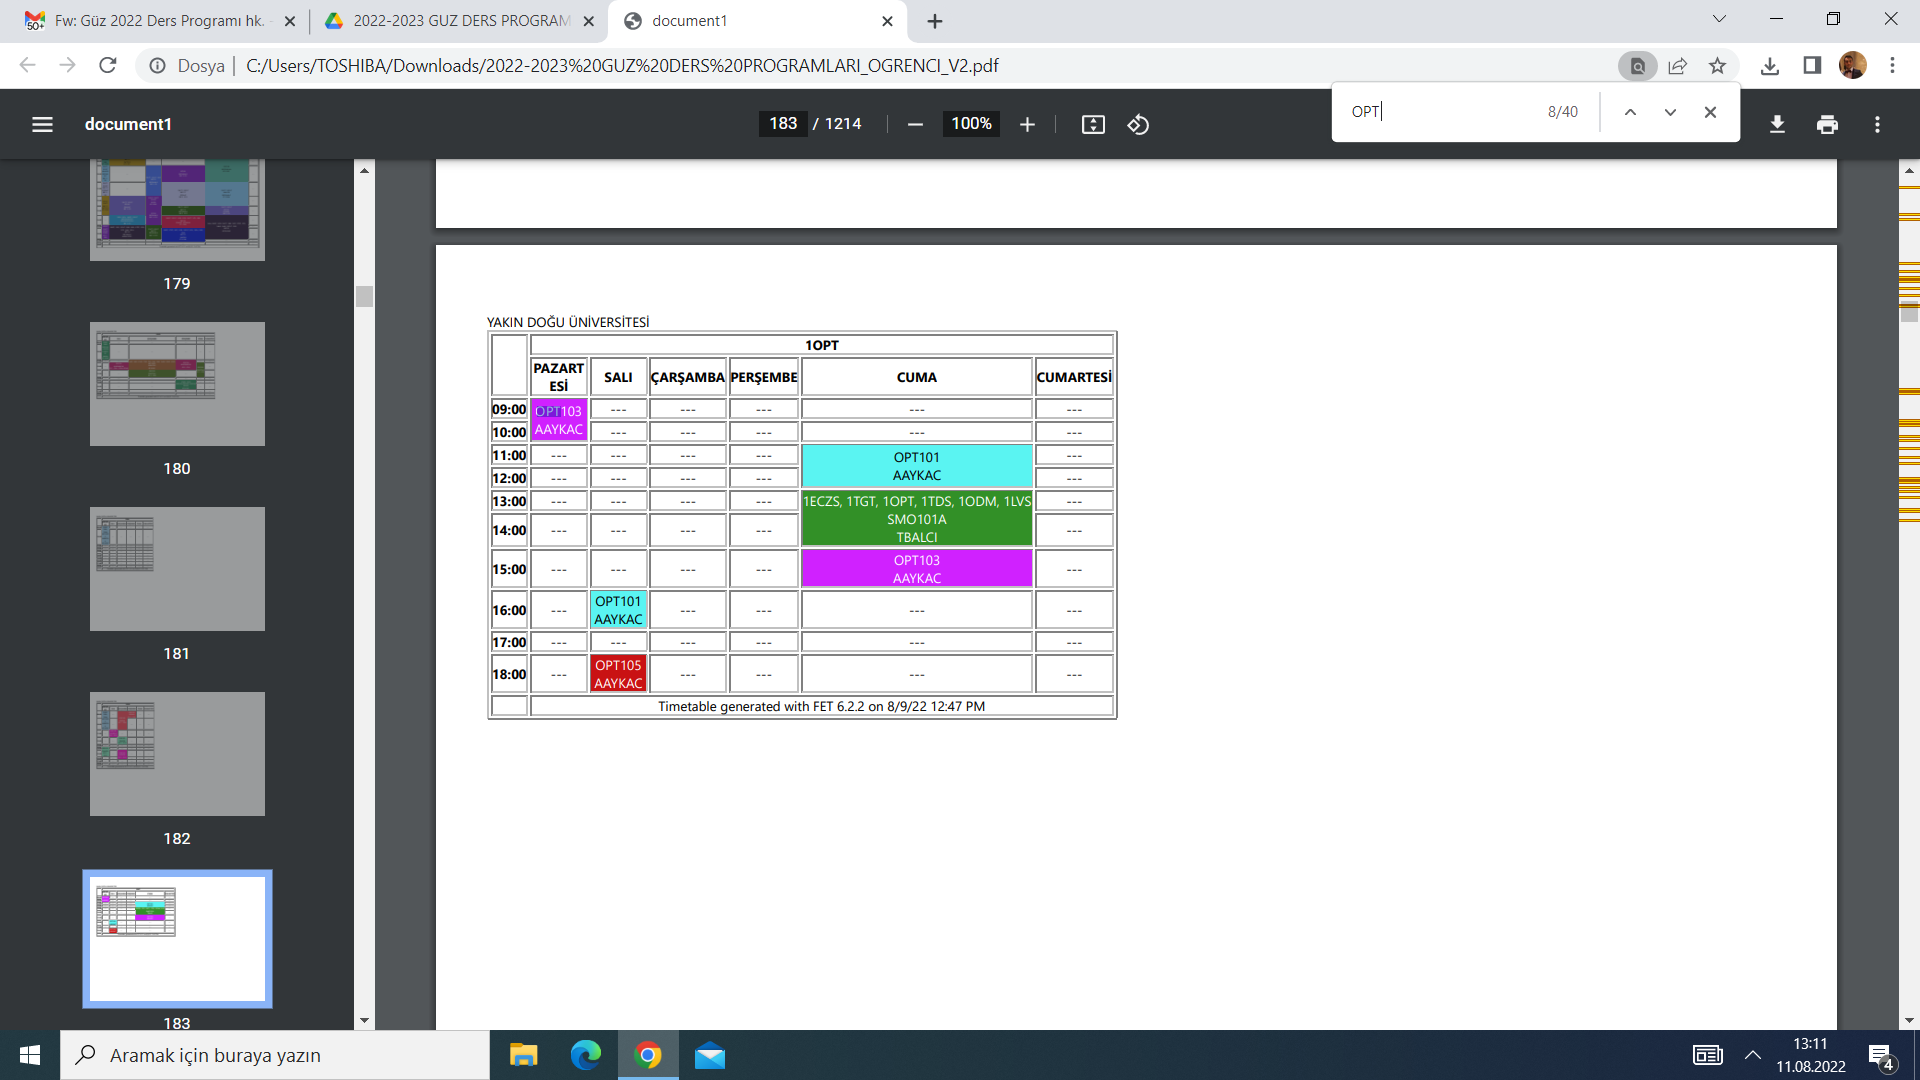 Fw: Güz 2022 Ders Programı hk. -
2022-2023 GUZ DERS PROGRAM
document1
Dosya
C:/Users/TOSHIBA/Downloads/2022-2023%20GUZ%20DERS%20PROGRAMLARI_OGRENCI_V2.pdf
document1
183 / 1214
100%
OPT
8/40
179
180
181
182
183
YAKIN DOĞU ÜNİVERSİTESİ
1OPT
PAZART
ESİ
SALI ÇARŞAMBA PERŞEMBE CUMA CUMARTESİ
09:00 OPT103 --- --- --- --- ---
10:00 AAYKAC --- --- --- --- ---
11:00 --- --- --- --- OPT101 ---
12:00 --- --- --- --- AAYKAC ---
13:00 --- --- --- --- 1ECZS, 1TGT, 1OPT, 1TDS, 1ODM, 1LVS ---
SMO101A
14:00 --- --- --- --- TBALCI ---
OPT103
15:00 --- --- --- --- AAYKAC ---
OPT101
16:00 --- AAYKAC --- --- --- ---
17:00 --- --- --- --- --- ---
OPT105
18:00 --- AAYKAC --- --- --- ---
Timetable generated with FET 6.2.2 on 8/9/22 12:47 PM
Aramak için buraya yazın
13:11
11.08.2022
4